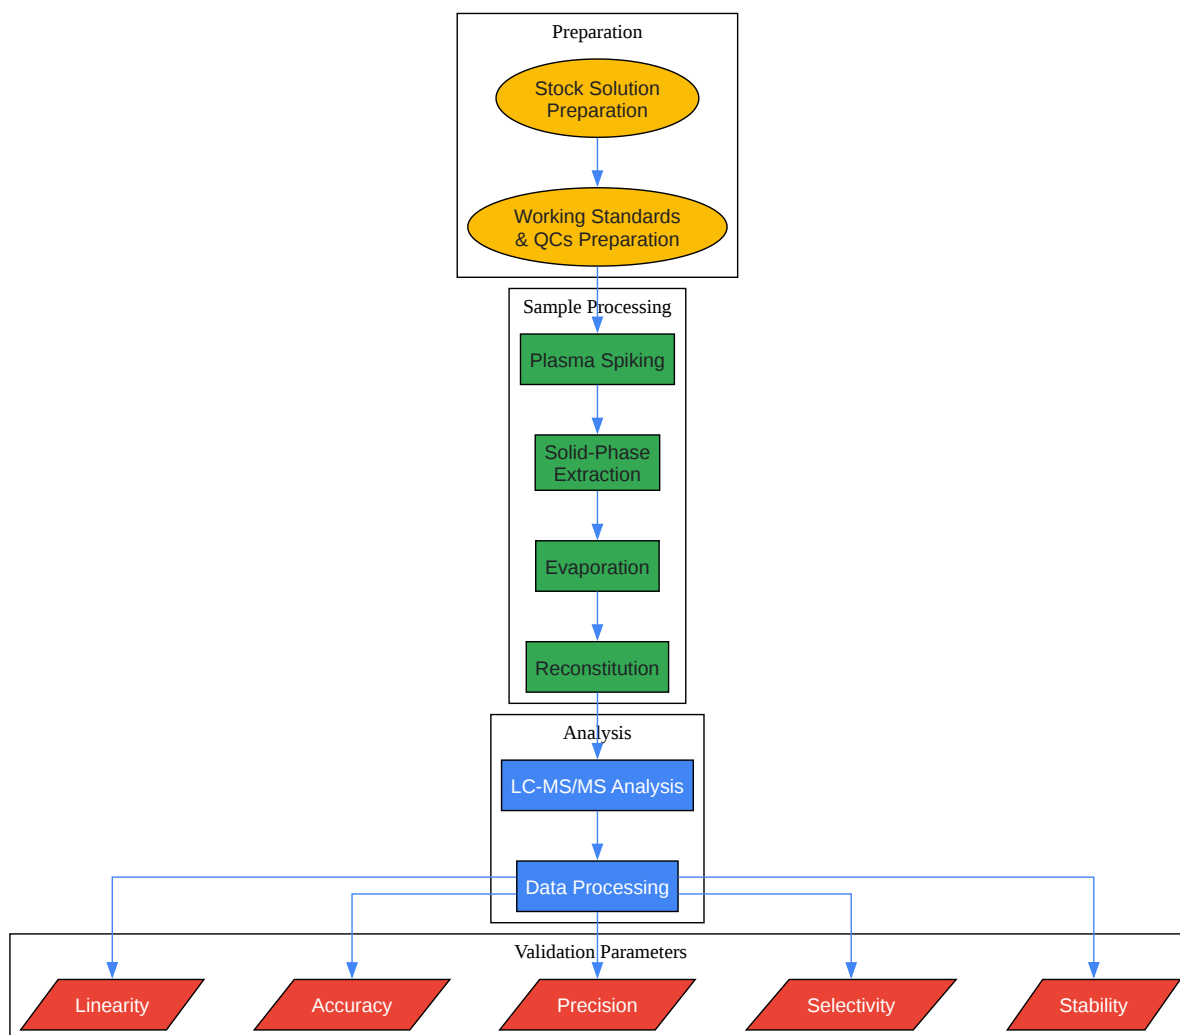 Preparation
Stock Solution
Preparation
Working Standards
& QCs Preparation
Sample Processing
Plasma Spiking
Solid-Phase
Extraction
Evaporation
Reconstitution
Analysis
LC-MS/MS Analysis
Data Processing
Validation Parameters
Linearity
Accuracy
Precision
Selectivity
Stability